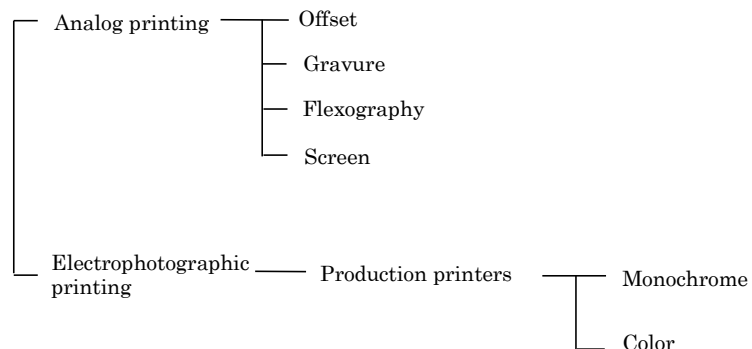 Analog printing
Offset
Gravure
Flexography
Screen
Electrophotographic
printing
Production printers
Monochrome
Color